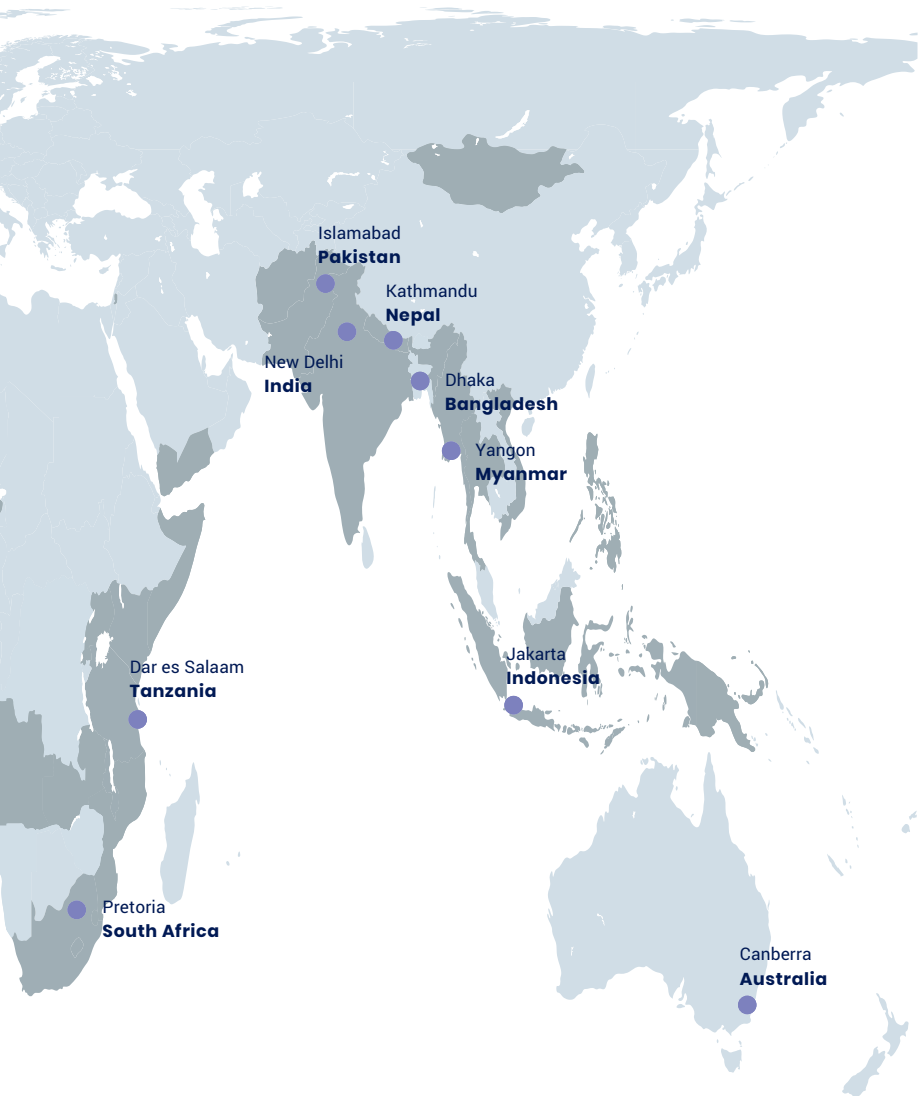 Islamabad
Pakistan
Kathmandu
Nepal
New Delhi
India
Dhaka
Bangladesh
Yangon
Myanmar
Dar es Salaam
Tanzania
Jakarta
Indonesia
Pretoria
South Africa
Canberra
Australia